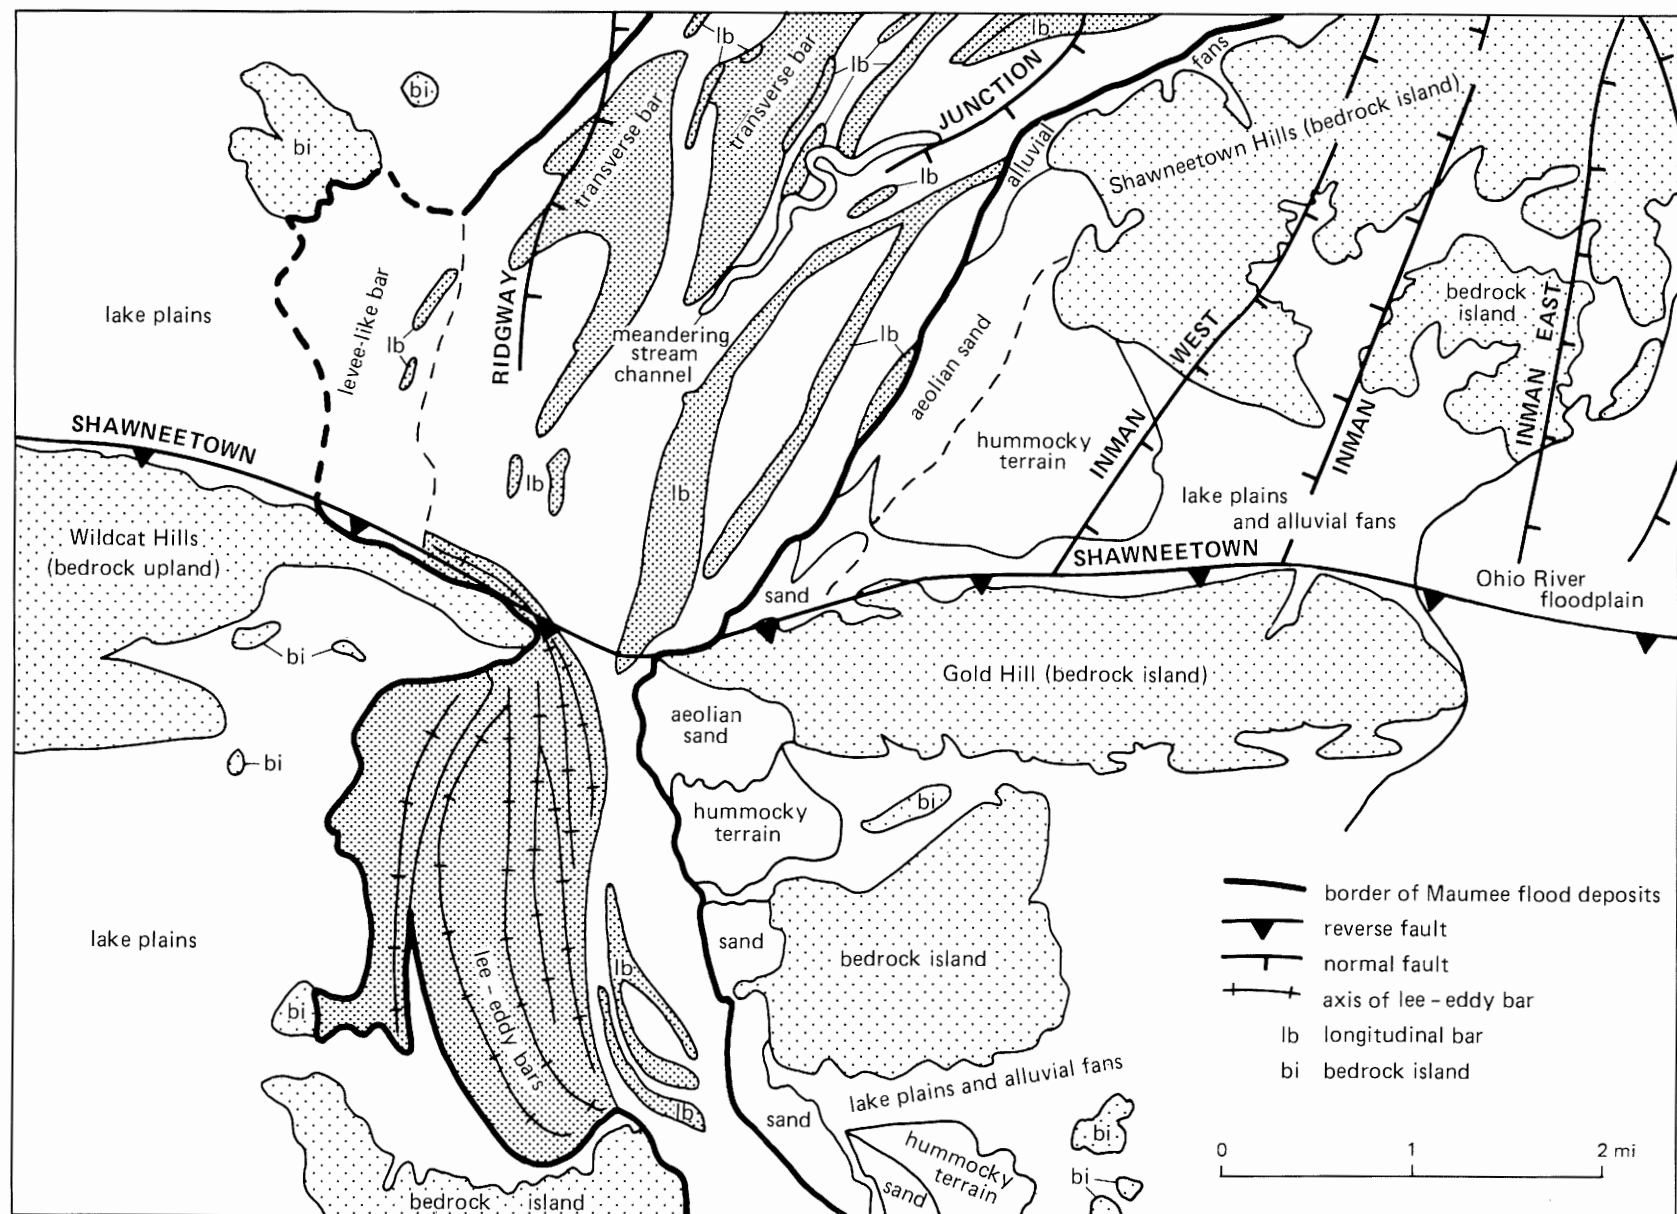 lb
lb
transverse bar
transverse bar
lb
JUNCTION
fans
alluvial
bi
bi
Shawneetown Hills (bedrock island)
lb
lake plains
levee-like bar
lb
RIDGWAY
meandering
stream
channel
lb
aeolian sand
WEST
INMAN
INMAN
bedrock
island
EAST
INMAN
hummocky
terrain
SHAWNEETOWN
lb
lb
lake plains
and alluvial fans
Wildcat Hills
(bedrock upland)
SHAWNEETOWN
sand
Ohio River
floodplain
bi
Gold Hill (bedrock island)
aeolian
sand
bi
hummocky
terrain
bi
lake plains
sand
bedrock island
lb
lee-eddy bars
bi
lb
lake plains and alluvial fans
sand
hummocky
terrain
sand
bi
bi
bedrock island
border of Maumee flood deposits
reverse fault
normal fault
axis of lee-eddy bar
lb longitudinal bar
bi bedrock island
0 1 2 mi